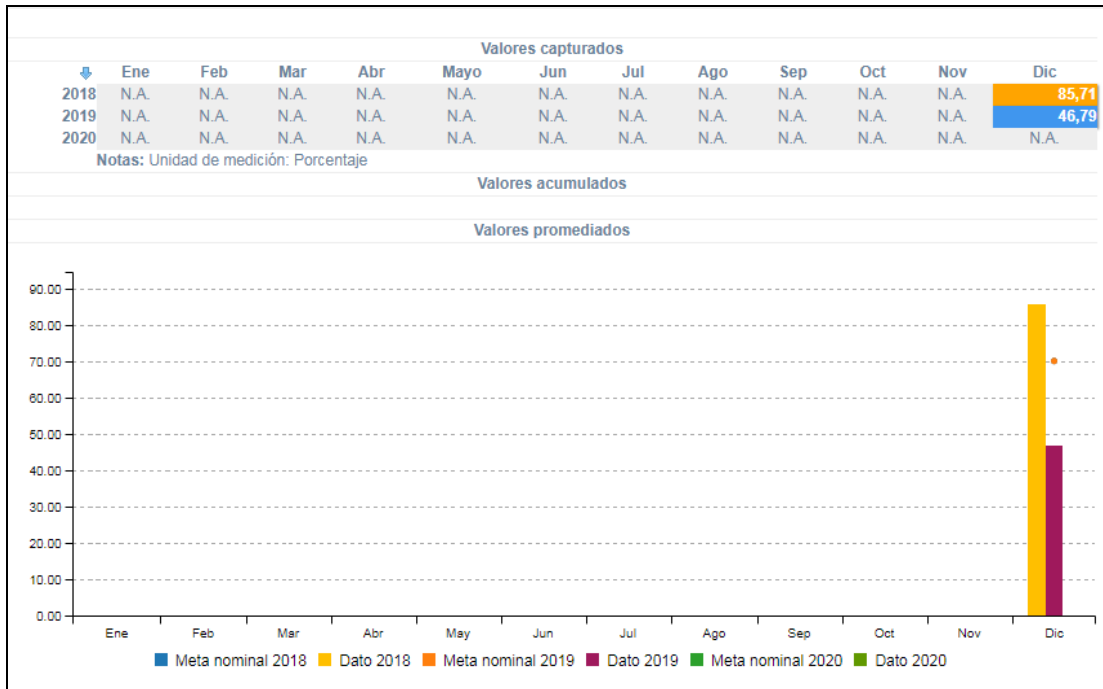 Valores capturados
Ene Feb Mar Abr Mayo Jun Jul Ago Sep Oct Nov Dic
2018 N.A. N.A. N.A. N.A. N.A. N.A. N.A. N.A. N.A. N.A. N.A. 85,71
2019 N.A. N.A. N.A. N.A. N.A. N.A. N.A. N.A. N.A. N.A. N.A. 46,79
2020 N.A. N.A. N.A. N.A. N.A. N.A. N.A. N.A. N.A. N.A. N.A. N.A.
Notas: Unidad de medición: Porcentaje
Valores acumulados
Valores promediados
90.00
80.00
70.00
60.00
50.00
40.00
30.00
20.00
10.00
0.00
Ene Feb Mar Abr May Jun Jul Ago Sep Oct Nov Dic
Meta nominal 2018 Dato 2018 Meta nominal 2019 Dato 2019 Meta nominal 2020 Dato 2020